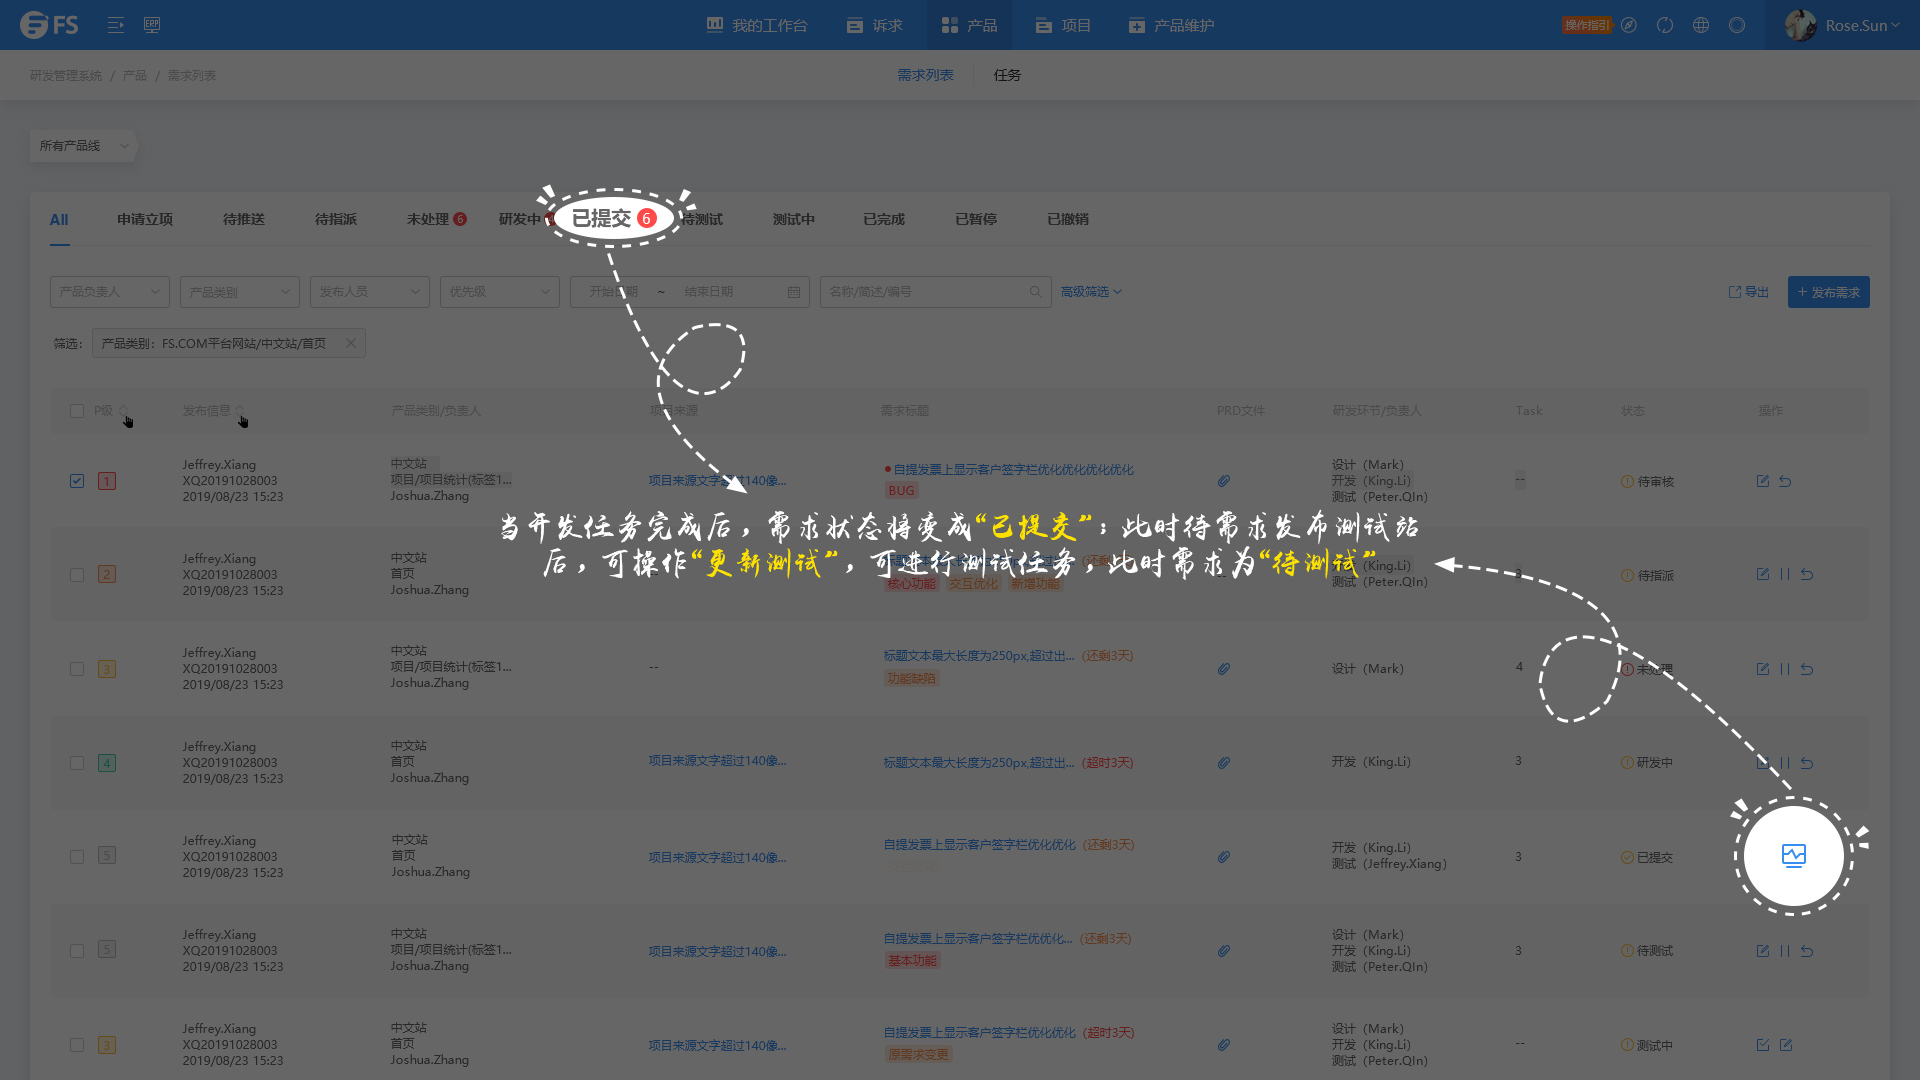 FS
ERP
我的工作台
诉求
产品
项目
产品维护
操作指引
Rose.Sun
研发管理系统 / 产品 / 需求列表
需求列表
任务
所有产品线
All
申请立项
待推送
待指派
未处理 6
研发中
已提交 6
待测试
测试中
已完成
已暂停
已撤销
产品负责人
产品类别
发布人员
优先级
开始日期 ~ 结束日期
名称/简述/编号
高级筛选
导出
+ 发布需求
筛选：
产品类别：FS.COM平台网站/中文站/首页
P级
发布信息
产品类别/负责人
项目来源
需求标题
PRD文件
研发环节/负责人
Task
状态
操作
1
Jeffrey.Xiang
XQ20191028003
2019/08/23 15:23
中文站
项目/项目统计(标签1...
Joshua.Zhang
项目来源文字超过140像...
自提发票上显示客户签字栏优化优化优化优化
BUG
设计（Mark）
开发（King.Li）
测试（Peter.QIn）
--
待审核
当开发任务完成后，需求状态将变成“已提交”；此时待需求发布测试站
后，可操作“更新测试”，可进行测试任务，此时需求为“待测试”
2
Jeffrey.Xiang
XQ20191028003
2019/08/23 15:23
中文站
首页
Joshua.Zhang
核心功能
交互优化
新增功能
开发（King.Li）
测试（Peter.QIn）
待指派
3
Jeffrey.Xiang
XQ20191028003
2019/08/23 15:23
中文站
项目/项目统计(标签1...
Joshua.Zhang
--
标题文本最大长度为250px,超过出... (还剩3天)
功能缺陷
设计（Mark）
4
未处理
4
Jeffrey.Xiang
XQ20191028003
2019/08/23 15:23
中文站
首页
Joshua.Zhang
项目来源文字超过140像...
标题文本最大长度为250px,超过出... (超时3天)
开发（King.Li）
3
研发中
5
Jeffrey.Xiang
XQ20191028003
2019/08/23 15:23
中文站
首页
Joshua.Zhang
项目来源文字超过140像...
自提发票上显示客户签字栏优化优化 (还剩3天)
开发（King.Li）
测试（Jeffrey.Xiang）
3
已提交
5
Jeffrey.Xiang
XQ20191028003
2019/08/23 15:23
中文站
项目/项目统计(标签1...
Joshua.Zhang
项目来源文字超过140像...
自提发票上显示客户签字栏优优化... (还剩3天)
基本功能
设计（Mark）
开发（King.Li）
测试（Peter.QIn）
3
待测试
3
Jeffrey.Xiang
XQ20191028003
2019/08/23 15:23
中文站
首页
Joshua.Zhang
项目来源文字超过140像...
自提发票上显示客户签字栏优化优化 (超时3天)
原需求变更
设计（Mark）
开发（King.Li）
测试（Peter.QIn）
--
测试中